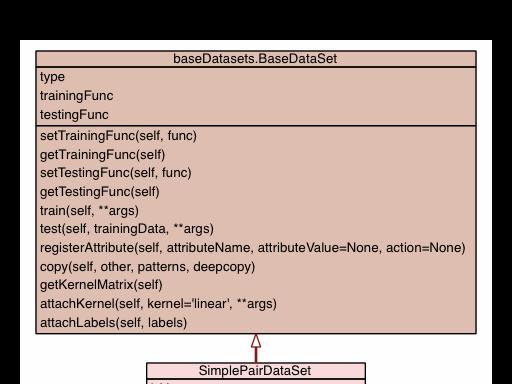 baseDatasets.BaseDataSet
type
trainingFunc
testingFunc
setTrainingFunc(self, func)
getTrainingFunc(self)
setTestingFunc(self, func)
getTestingFunc(self)
train(self, **args)
test(self, trainingData, **args)
registerAttribute(self, attributeName, attributeValue=None, action=None)
copy(self, other, patterns, deepcopy)
getKernelMatrix(self)
attachKernel(self, kernel='linear', **args)
attachLabels(self, labels)
SimplePairDataSet